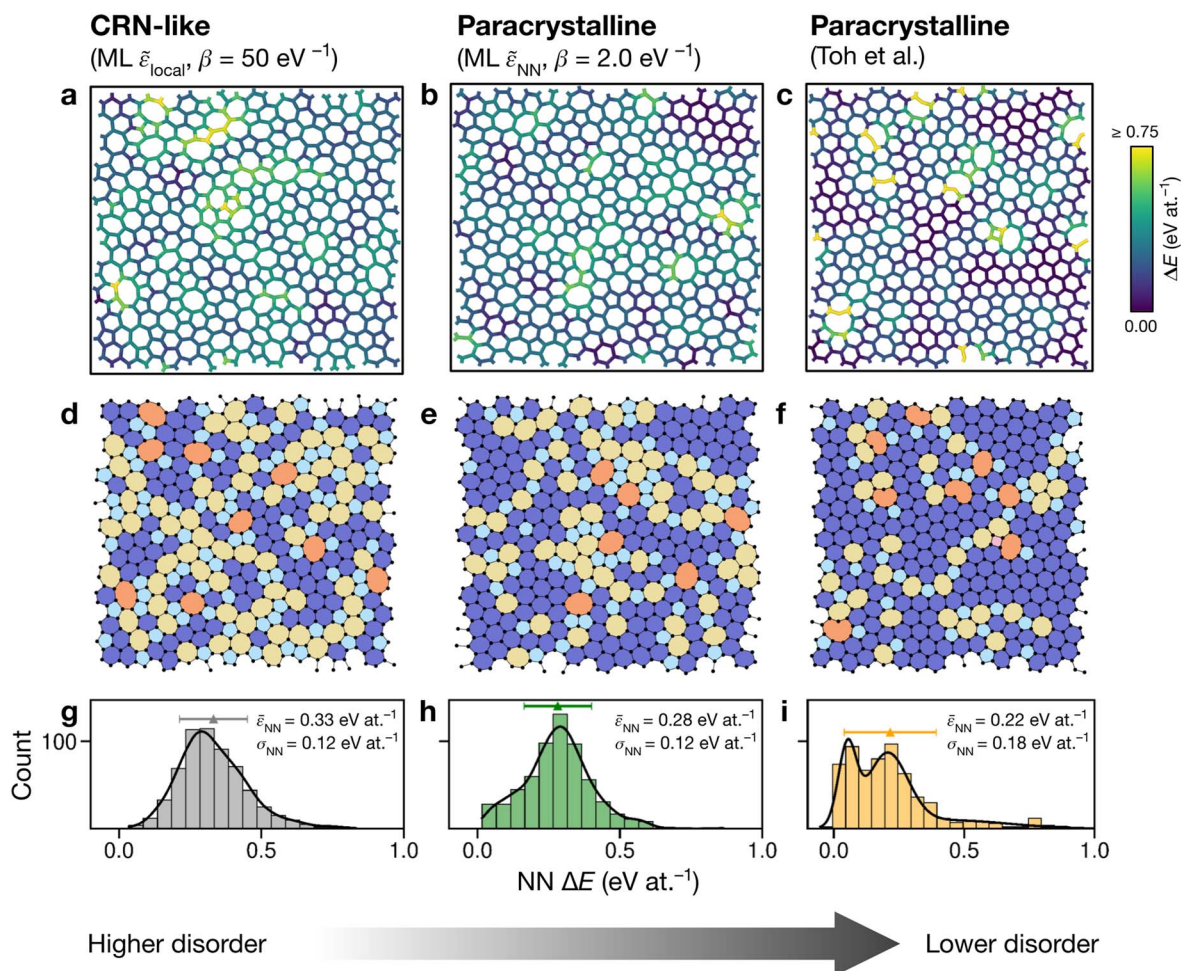 CRN-like
(ML ε̃local, β = 50 eV ⁻¹)
Paracrystalline
(ML ε̃NN, β = 2.0 eV ⁻¹)
Paracrystalline
(Toh et al.)
a
b
c
≥ 0.75
ΔE (eV at.⁻¹)
0.00
d
e
f
g
ε̄NN = 0.33 eV at.⁻¹
σNN = 0.12 eV at.⁻¹
h
ε̄NN = 0.28 eV at.⁻¹
σNN = 0.12 eV at.⁻¹
i
ε̄NN = 0.22 eV at.⁻¹
σNN = 0.18 eV at.⁻¹
Count
100
0.0 0.5 1.0
0.0 0.5 1.0
0.0 0.5 1.0
NN ΔE (eV at.⁻¹)
Higher disorder
Lower disorder